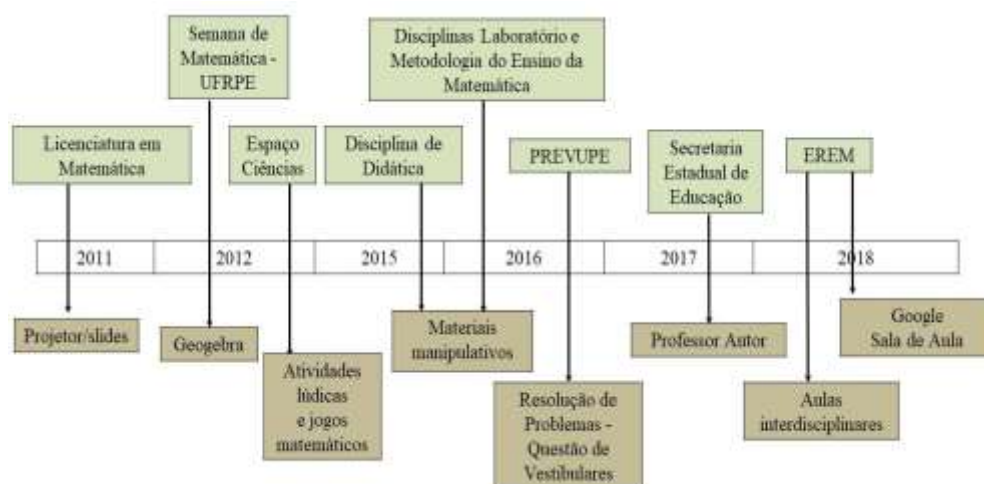 Semana de
Matemática -
UFRPE
Disciplinas Laboratório e
Metodologia do Ensino da
Matemática
Licenciatura em
Matemática
Espaço
Ciências
Disciplina de
Didática
PREVUPE
Secretaria
Estadual de
Educação
EREM
2011
2012
2015
2016
2017
2018
Projetor/slides
Geogebra
Atividades
lúdicas
e jogos
matemáticos
Materiais
manipulativos
Resolução de
Problemas -
Questão de
Vestibulares
Professor Autor
Aulas
interdisciplinares
Google
Sala de Aula